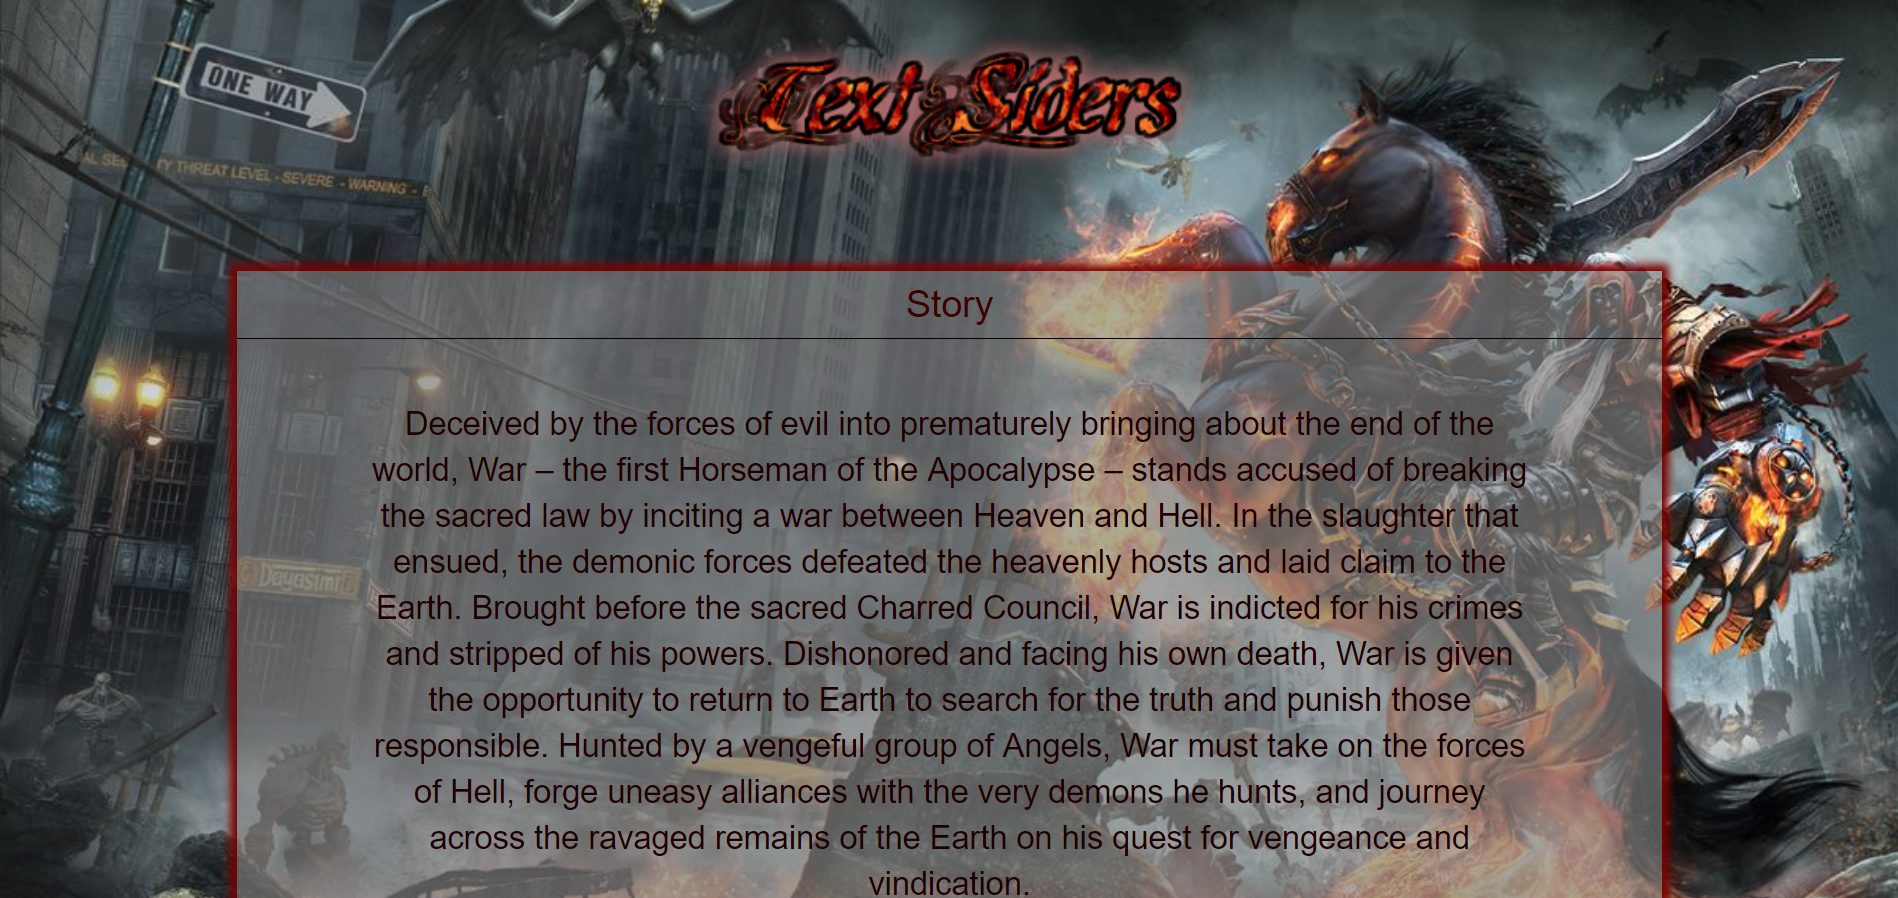 ONE WAY
Text Siders
TY THREAT LEVEL - SEVERE - WARNING -
Story
Deceived by the forces of evil into prematurely bringing about the end of the
world, War – the first Horseman of the Apocalypse – stands accused of breaking
the sacred law by inciting a war between Heaven and Hell. In the slaughter that
ensued, the demonic forces defeated the heavenly hosts and laid claim to the
Earth. Brought before the sacred Charred Council, War is indicted for his crimes
and stripped of his powers. Dishonored and facing his own death, War is given
the opportunity to return to Earth to search for the truth and punish those
responsible. Hunted by a vengeful group of Angels, War must take on the forces
of Hell, forge uneasy alliances with the very demons he hunts, and journey
across the ravaged remains of the Earth on his quest for vengeance and
vindication.